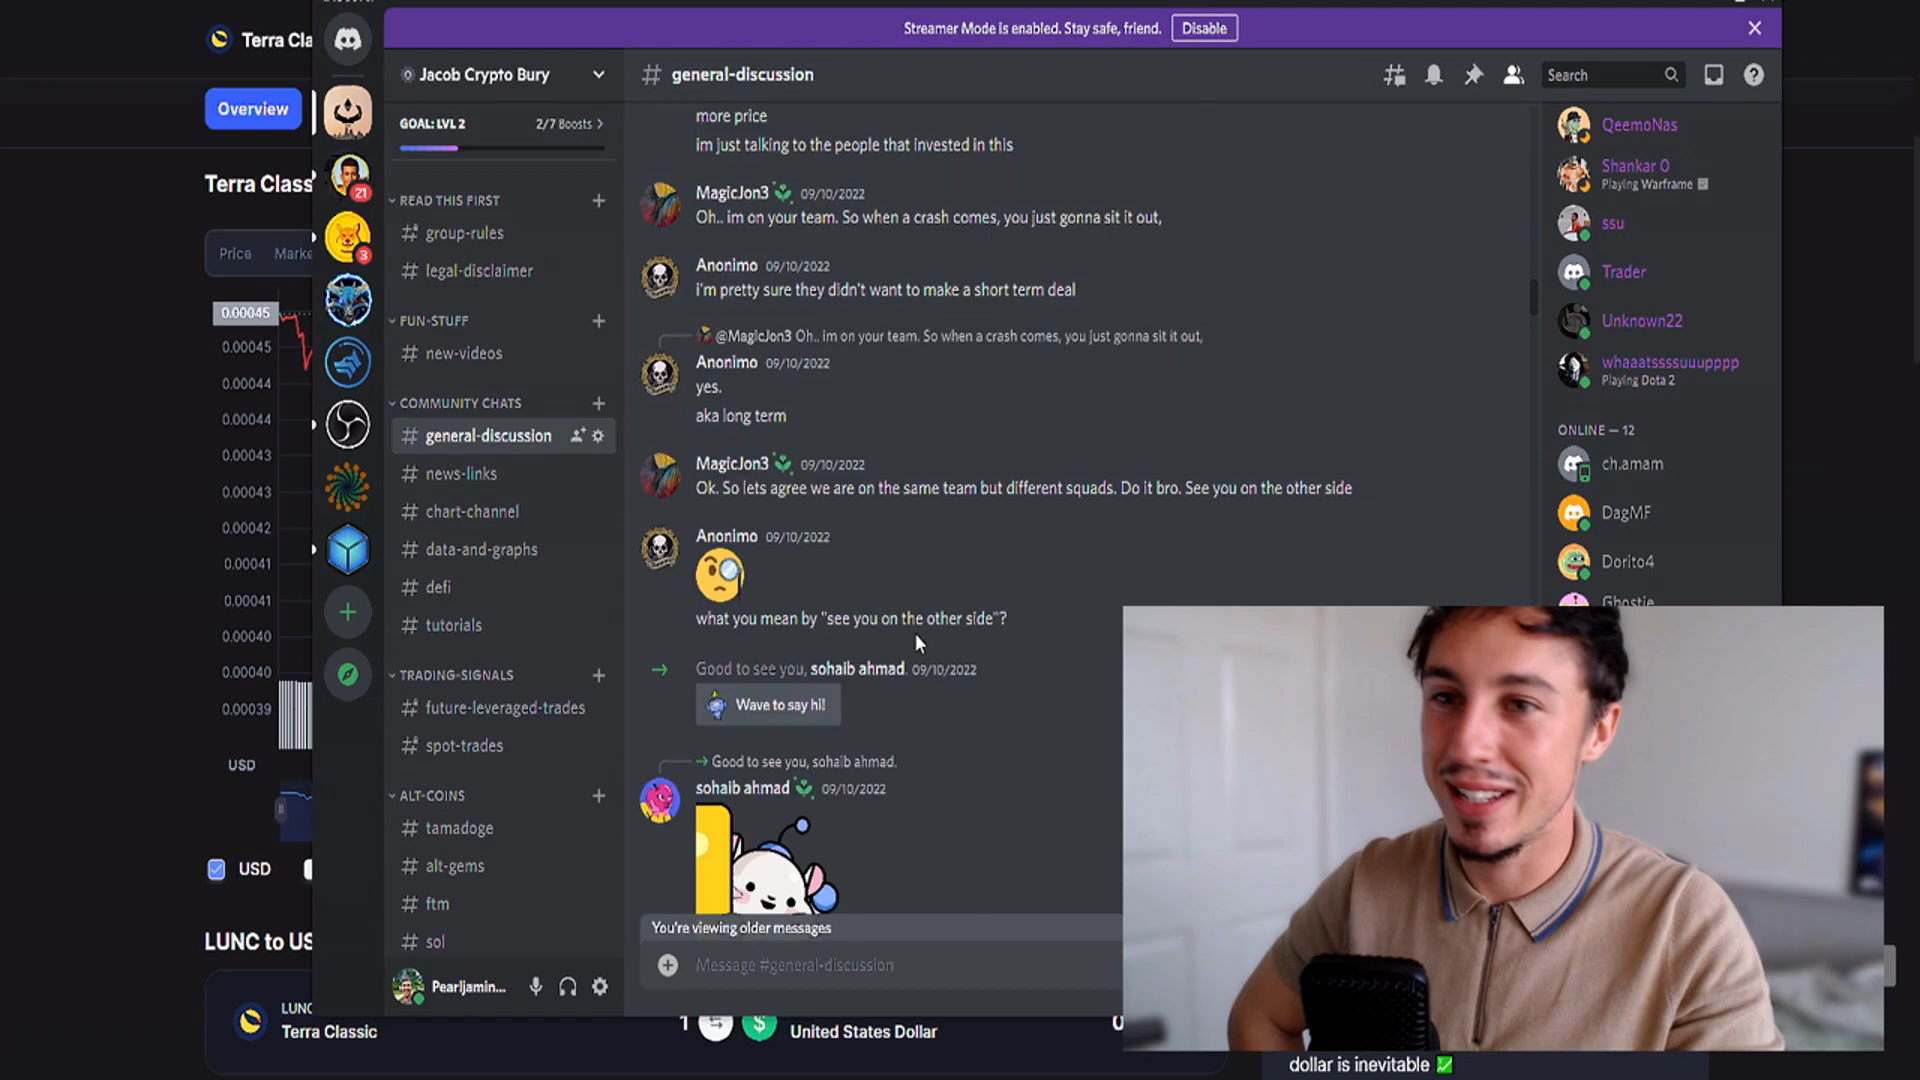 Streamer Mode is enabled. Stay safe, friend.
Disable
Terra Cla
Overview
Terra Class
Price
Marke
0.00045
0.00045
0.00044
0.00044
0.00043
0.00043
0.00042
0.00041
0.00041
0.00040
0.00040
0.00039
USD
USD
LUNC to US
LUNC
Terra Classic
1
United States Dollar
0
dollar is inevitable
21
3
Jacob Crypto Bury
GOAL: LVL 2
2/7 Boosts
READ THIS FIRST
group-rules
legal-disclaimer
FUN-STUFF
new-videos
COMMUNITY CHATS
general-discussion
news-links
chart-channel
data-and-graphs
defi
tutorials
TRADING-SIGNALS
future-leveraged-trades
spot-trades
ALT-COINS
tamadoge
alt-gems
ftm
sol
Pearljamin...
# general-discussion
Search
more price
im just talking to the people that invested in this
MagicJon3 09/10/2022
Oh.. im on your team. So when a crash comes, you just gonna sit it out,
Anonimo 09/10/2022
i'm pretty sure they didn't want to make a short term deal
@MagicJon3 Oh.. im on your team. So when a crash comes, you just gonna sit it out,
Anonimo 09/10/2022
yes.
aka long term
MagicJon3 09/10/2022
Ok. So lets agree we are on the same team but different squads. Do it bro. See you on the other side
Anonimo 09/10/2022
what you mean by "see you on the other side"?
Good to see you, sohaib ahmad. 09/10/2022
Wave to say hi!
Good to see you, sohaib ahmad.
sohaib ahmad 09/10/2022
You're viewing older messages
Message #general-discussion
QeemoNas
Shankar O
Playing Warframe
ssu
Trader
Unknown22
whaaatssssuuupppp
Playing Dota 2
ONLINE — 12
ch.amam
DagMF
Dorito4
Ghostie